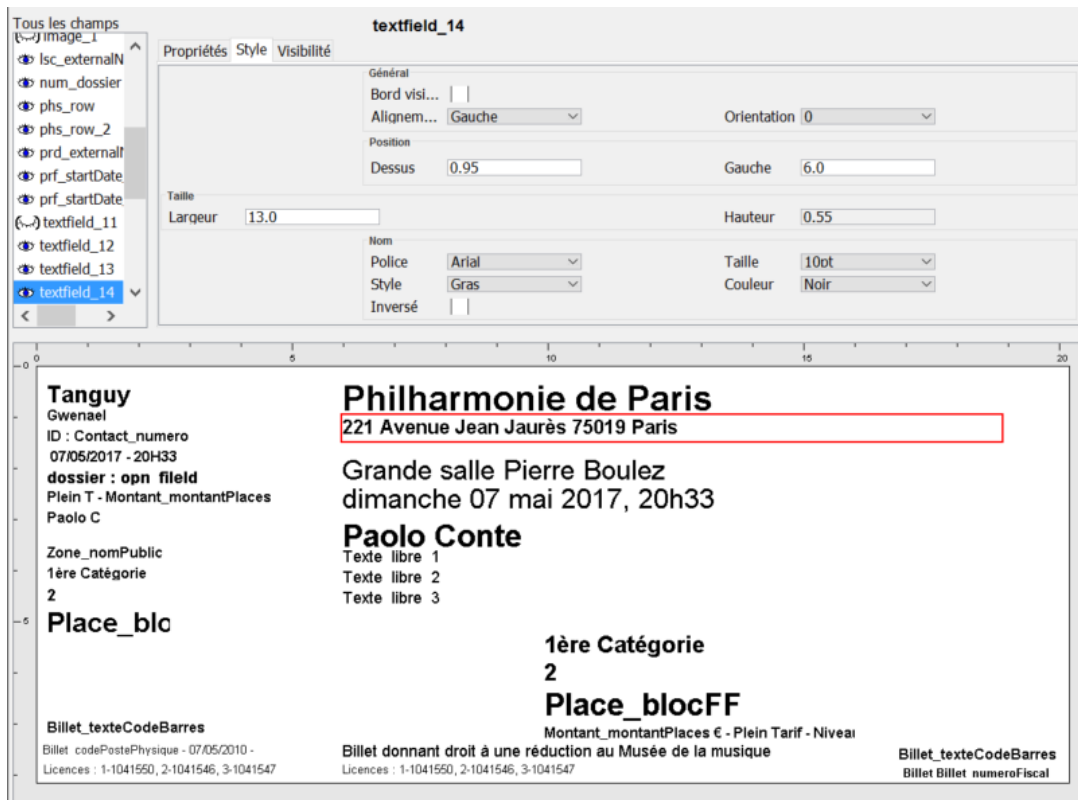 Tous les champs
textfield_14
image_1
lsc_externalN
num_dossier
phs_row
phs_row_2
prd_external
prf_startDate
prf_startDate
textfield_11
textfield_12
textfield_13
textfield_14
Propriétés Style Visibilité
Général
Bord visi...
Alignem... Gauche Orientation 0
Position
Dessus 0.95 Gauche 6.0
Taille
Largeur 13.0 Hauteur 0.55
Nom
Police Arial Taille 10pt
Style Gras Couleur Noir
Inversé
0 5 10 15 20
0
5
Tanguy
Gwenael
ID : Contact_numero
07/05/2017 - 20H33
dossier : opn_fileId
Plein T - Montant_montantPlaces
Paolo C
Zone_nomPublic
1ère Catégorie
2
Place_blo
Billet_texteCodeBarres
Billet codePostePhysique - 07/05/2010 -
Licences : 1-1041550, 2-1041546, 3-1041547
Philharmonie de Paris
221 Avenue Jean Jaurès 75019 Paris
Grande salle Pierre Boulez
dimanche 07 mai 2017, 20h33
Paolo Conte
Texte libre 1
Texte libre 2
Texte libre 3
1ère Catégorie
2
Place_blocFF
Montant_montantPlaces € - Plein Tarif - Niveau
Billet donnant droit à une réduction au Musée de la musique
Licences : 1-1041550, 2-1041546, 3-1041547
Billet_texteCodeBarres
Billet Billet_numeroFiscal